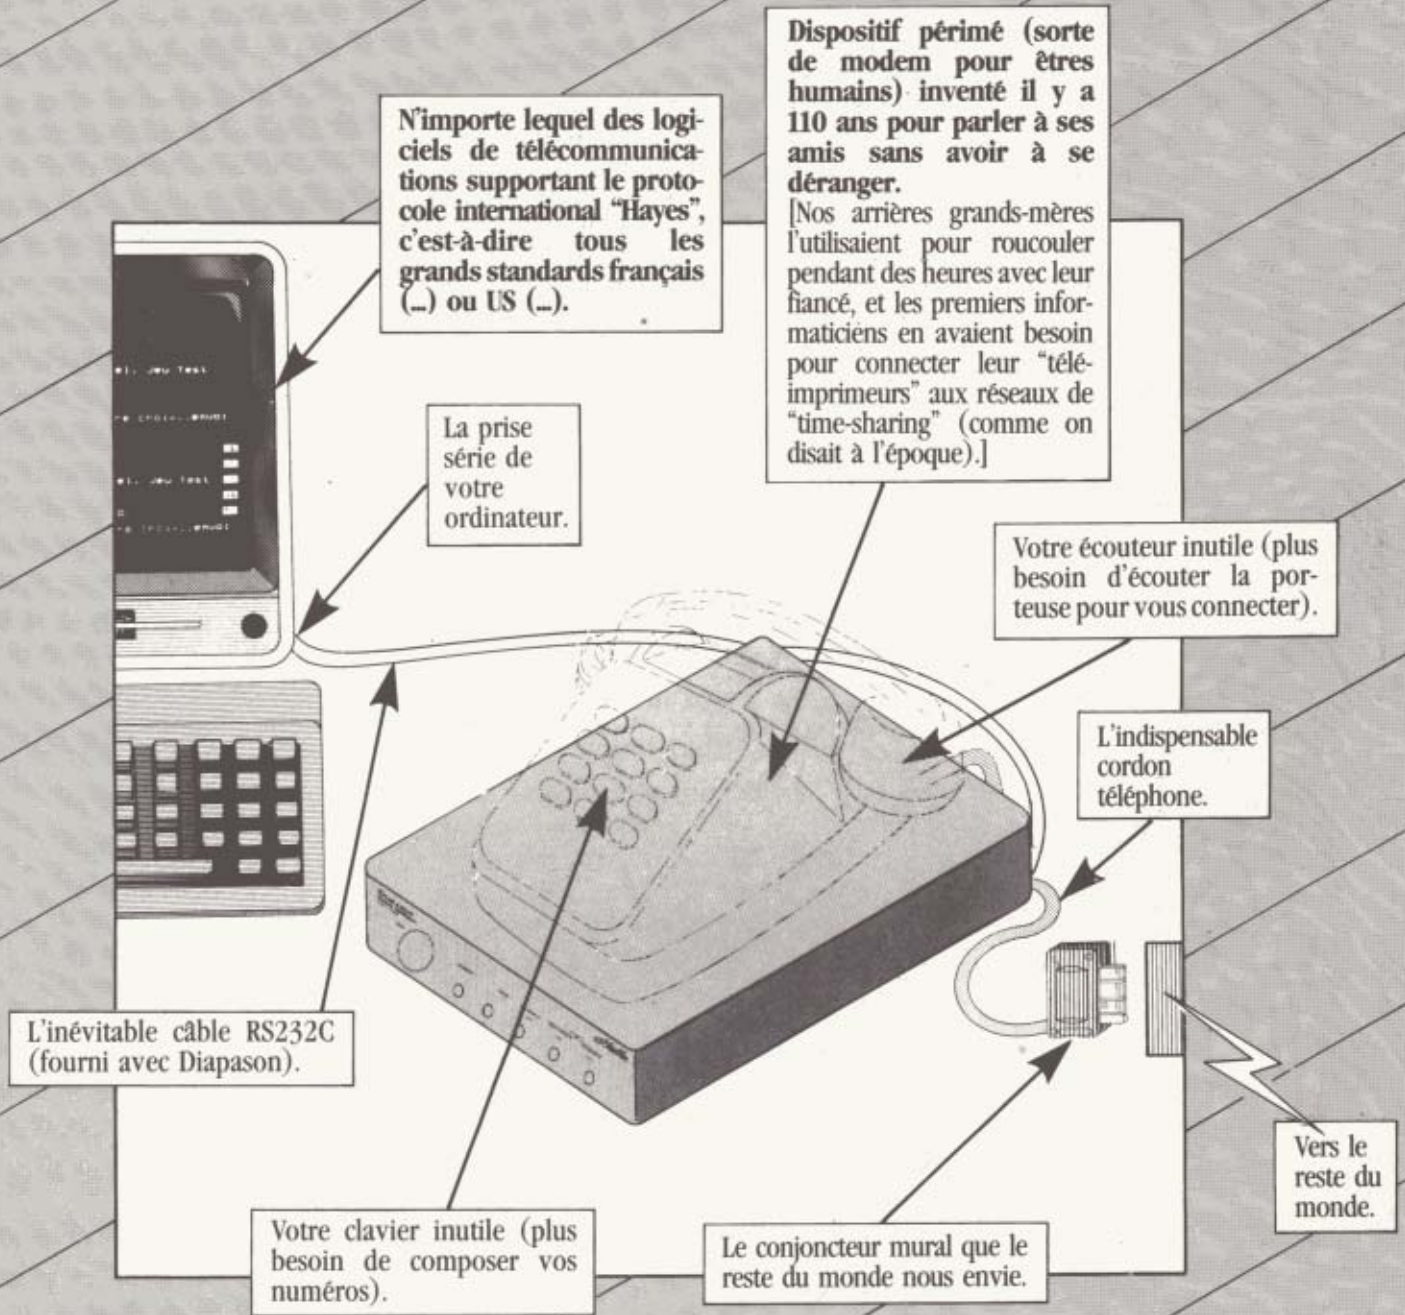 Dispositif périmé (sorte
de modem pour êtres
humains) inventé il y a
110 ans pour parler à ses
amis sans avoir à se
déranger.
[Nos arrières grands-mères
l'utilisaient pour roucouler
pendant des heures avec leur
fiancé, et les premiers infor-
maticiens en avaient besoin
pour connecter leur “télé-
imprimeurs” aux réseaux de
“time-sharing” (comme on
disait à l'époque).]
N'importe lequel des logi-
ciels de télécommunica-
tions supportant le proto-
cole international “Hayes”,
c'est-à-dire tous les
grands standards français
(...) ou US (...).
La prise
série de
votre
ordinateur.
Votre écouteur inutile (plus
besoin d'écouter la por-
teuse pour vous connecter).
L'indispensable
cordon
téléphone.
L'inévitable câble RS232C
(fourni avec Diapason).
Vers le
reste du
monde.
Votre clavier inutile (plus
besoin de composer vos
numéros).
Le conjoncteur mural que le
reste du monde nous envie.